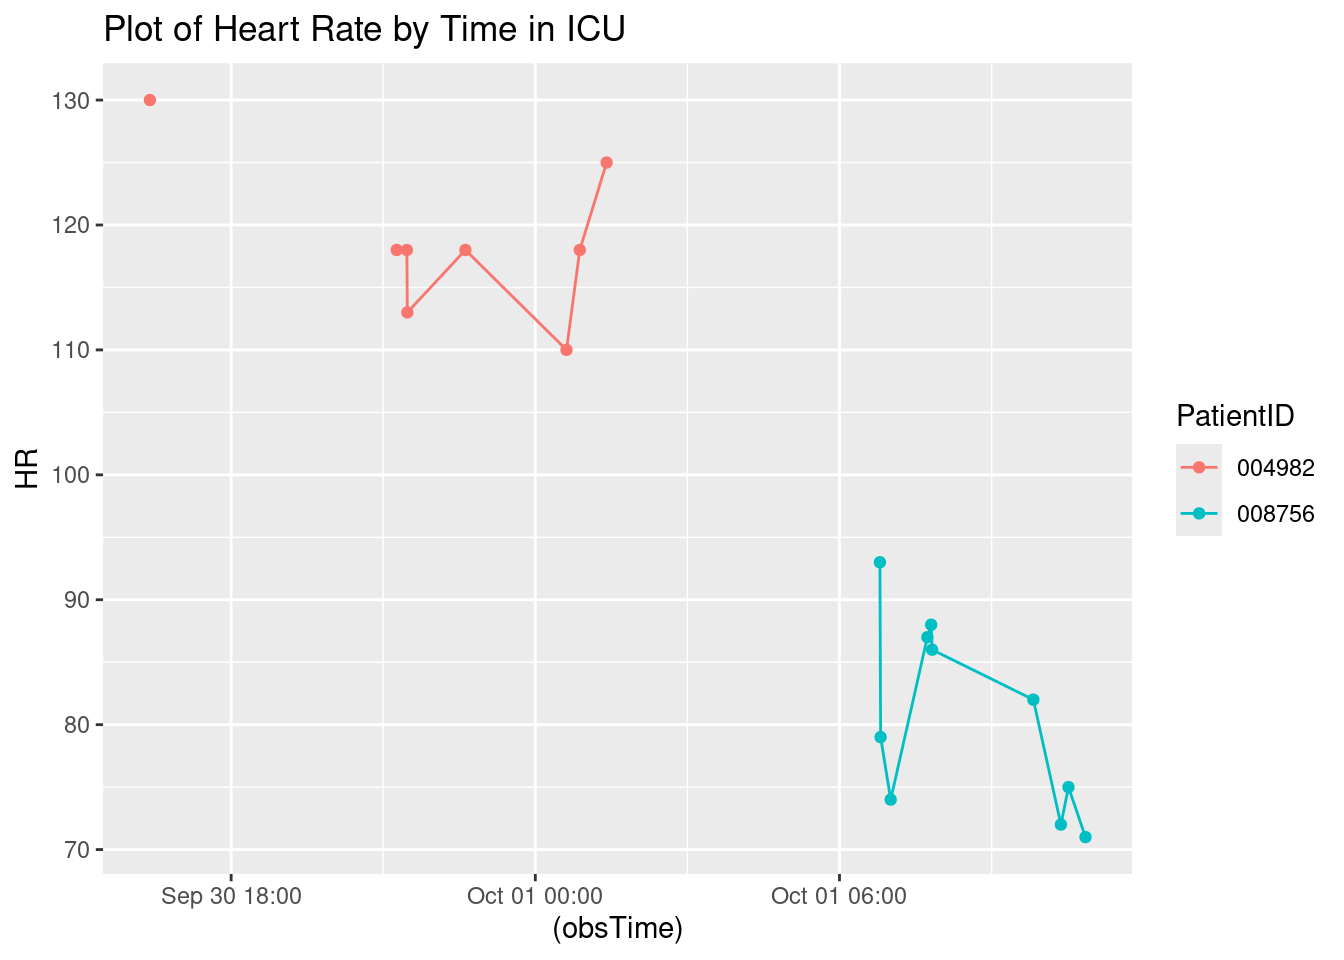 Plot of Heart Rate by Time in ICU
130
120
110
100
90
80
70
HR
Sep 30 18:00
Oct 01 00:00
Oct 01 06:00
(obsTime)
PatientID
004982
008756